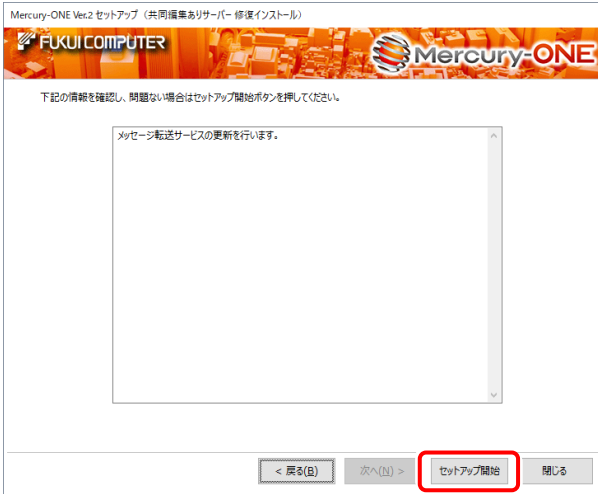 Mercury-ONE Ver.2 セットアップ（共同編集ありサーバー 修復インストール）
FUKUI COMPUTER
Mercury-ONE
下記の情報を確認し、問題ない場合はセットアップ開始ボタンを押してください。
メッセージ転送サービスの更新を行います。
< 戻る(B) 次へ(N) > セットアップ開始 閉じる